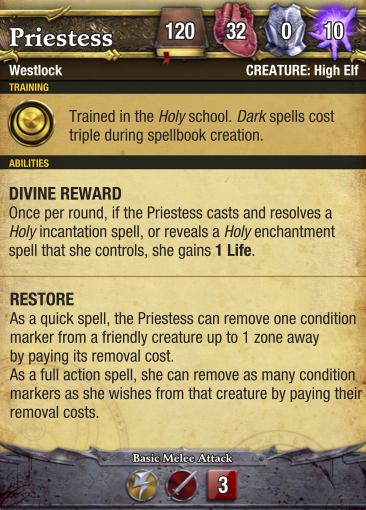 Priestess 120 32 0 10
Westlock CREATURE: High Elf
TRAINING
Trained in the Holy school. Dark spells cost
triple during spellbook creation.
ABILITIES
DIVINE REWARD
Once per round, if the Priestess casts and resolves a
Holy incantation spell, or reveals a Holy enchantment
spell that she controls, she gains 1 Life.
RESTORE
As a quick spell, the Priestess can remove one condition
marker from a friendly creature up to 1 zone away
by paying its removal cost.
As a full action spell, she can remove as many condition
markers as she wishes from that creature by paying their
removal costs.
Basic Melee Attack
3